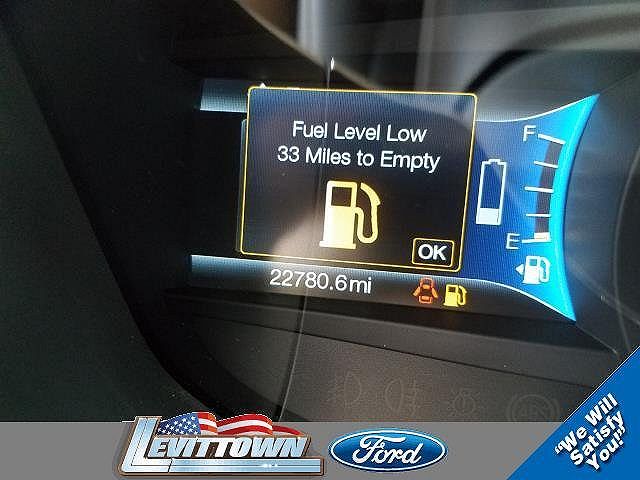 Fuel Level Low
33 Miles to Empty
OK
F
E
22780.6mi
LEVITTOWN
Ford
"We Will
Satisfy
You!"